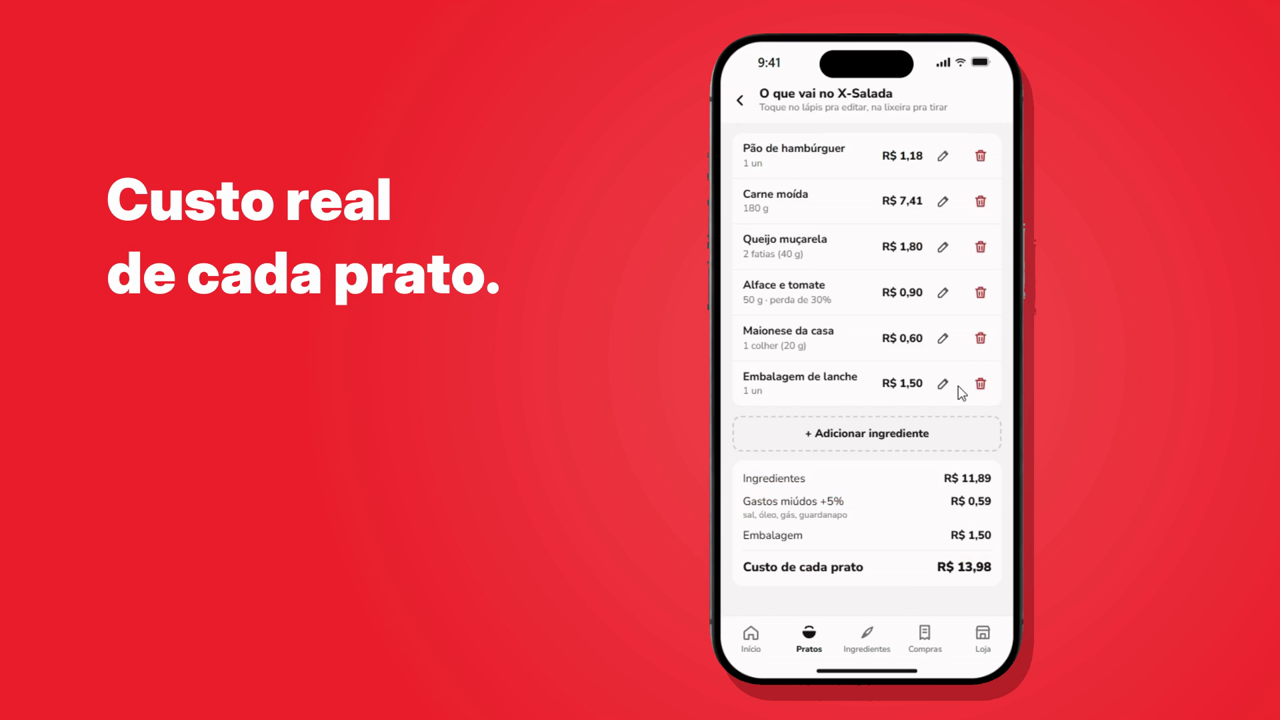 Custo real
de cada prato.
9:41
O que vai no X-Salada
Toque no lápis pra editar, na lixeira pra tirar
Pão de hambúrguer
1 un
R$ 1,18
Carne moída
180 g
R$ 7,41
Queijo muçarela
2 fatias (40 g)
R$ 1,80
Alface e tomate
50 g · perda de 30%
R$ 0,90
Maionese da casa
1 colher (20 g)
R$ 0,60
Embalagem de lanche
1 un
R$ 1,50
+ Adicionar ingrediente
Ingredientes R$ 11,89
Gastos miúdos +5% R$ 0,59
sal, óleo, gás, guardanapo
Embalagem R$ 1,50
Custo de cada prato R$ 13,98
Início Pratos Ingredientes Compras Loja